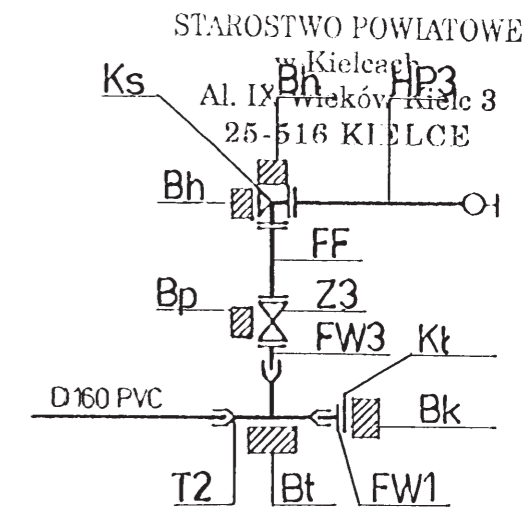 STAROSTWO POWIATOWE
w Kielcach
Ks Bh HP3
Al. IX Wieków Kielc 3
25-516 KIELCE
Bh
FF
Bp Z3
FW3 Kł
D160 PVC
Bk
T2 Bt FW1